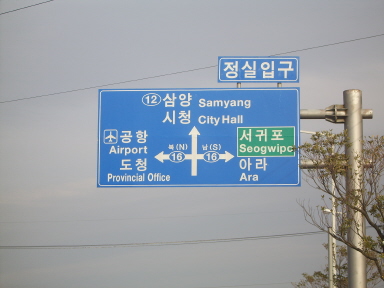 정실입구
12 삼양 Samyang
시청 City Hall
공항
Airport
도청
Provincial Office
북(N)
16
남(S)
16
서귀포
Seogwipo
아라
Ara